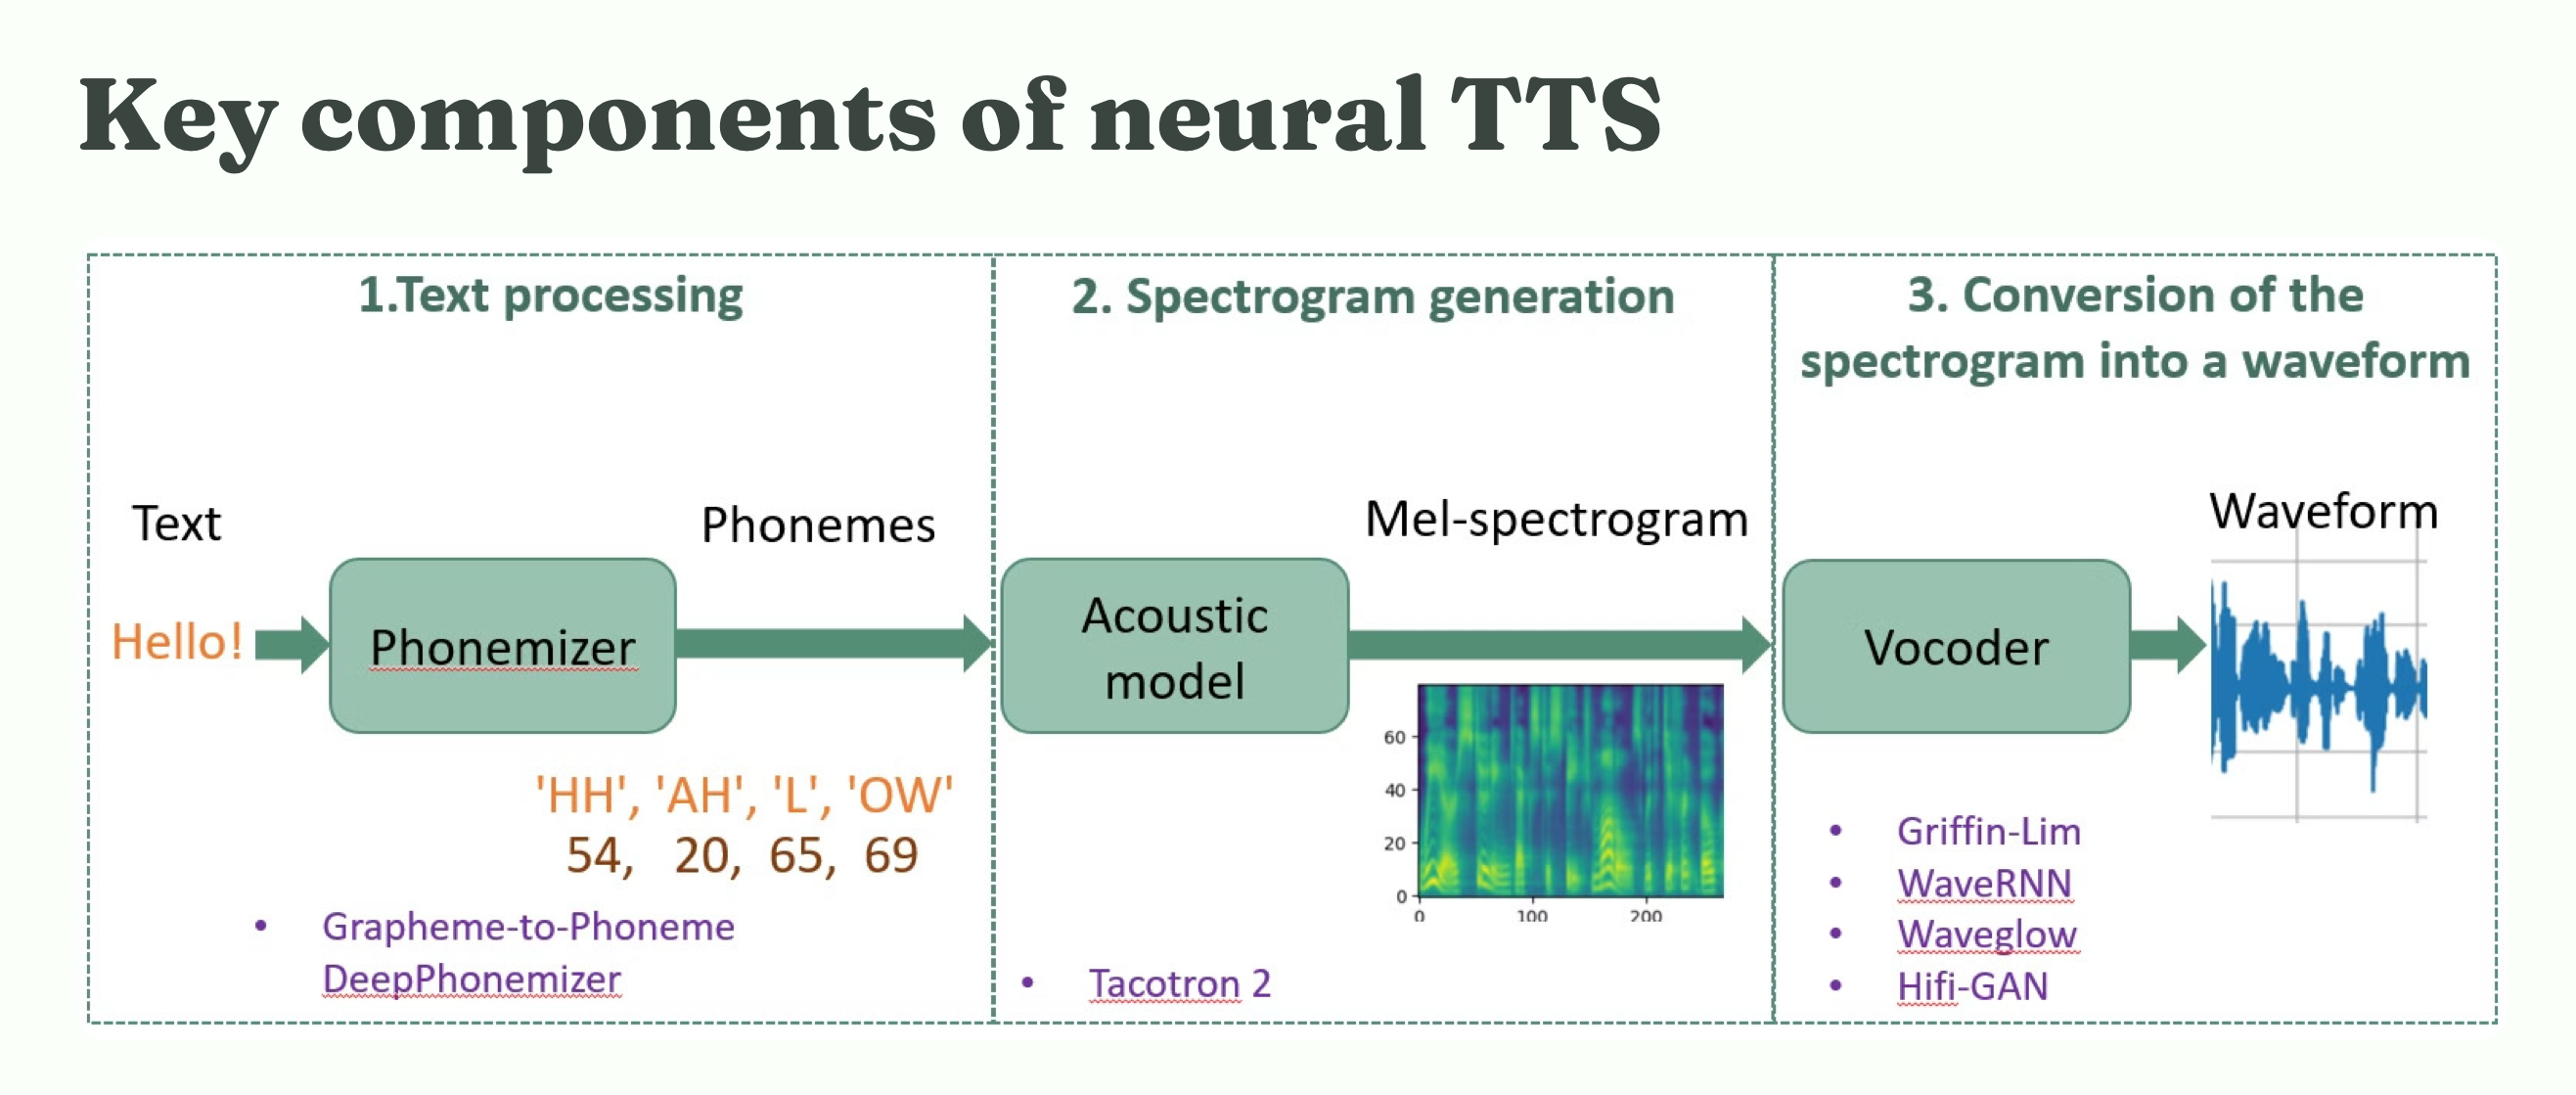 Key components of neural TTS
1.Text processing
Text
Phonemes
Hello!
Phonemizer
'HH', 'AH', 'L', 'OW'
54, 20, 65, 69
• Grapheme-to-Phoneme
DeepPhonemizer
2. Spectrogram generation
Mel-spectrogram
Acoustic
model
60
40
20
0
0 100 200
• Tacotron 2
3. Conversion of the
spectrogram into a waveform
Waveform
Vocoder
• Griffin-Lim
• WaveRNN
• Waveglow
• Hifi-GAN